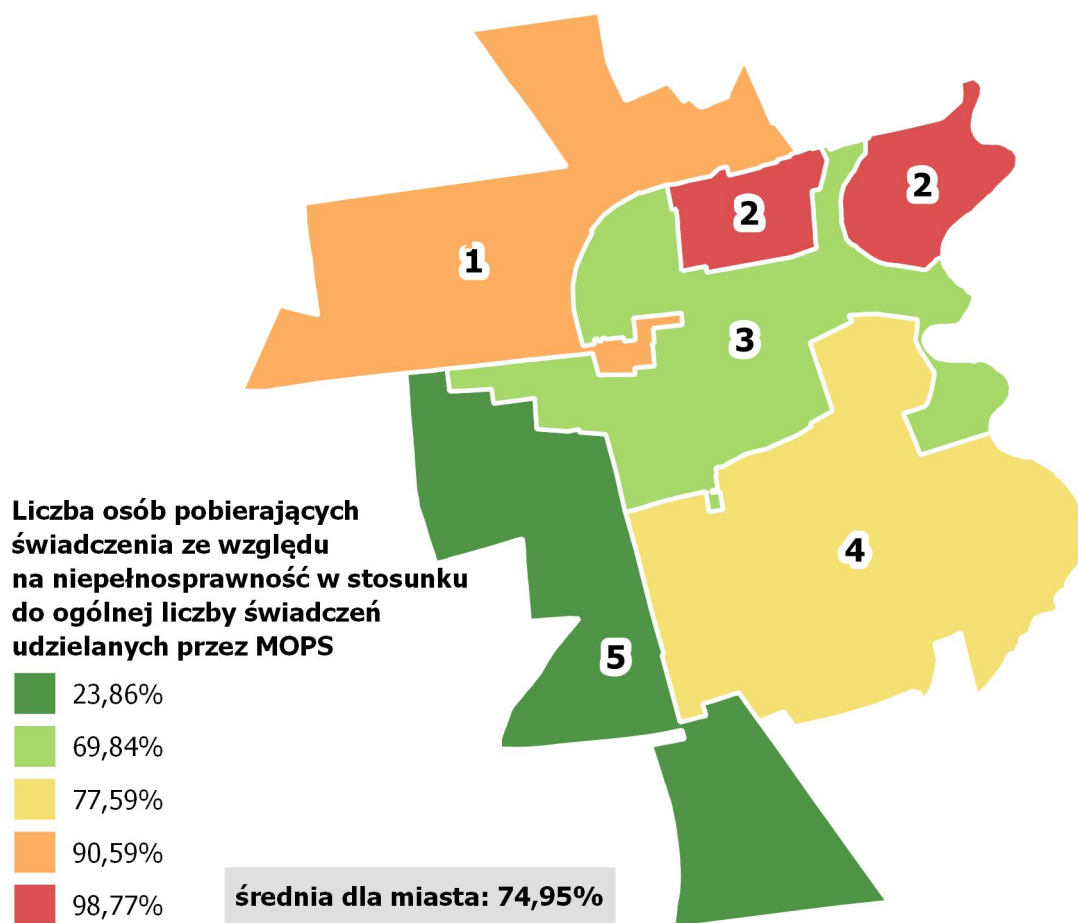 1
2
2
3
4
5
Liczba osób pobierających
świadczenia ze względu
na niepełnosprawność w stosunku
do ogólnej liczby świadczeń
udzielanych przez MOPS
23,86%
69,84%
77,59%
90,59%
98,77%
średnia dla miasta: 74,95%